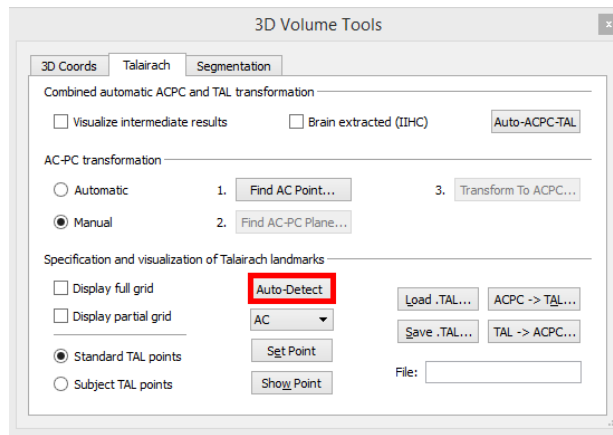 3D Volume Tools
x
3D Coords Talairach Segmentation
Combined automatic ACPC and TAL transformation
Visualize intermediate results Brain extracted (IIHC) Auto-ACPC-TAL
AC-PC transformation
Automatic 1. Find AC Point... 3. Transform To ACPC...
Manual 2. Find AC-PC Plane...
Specification and visualization of Talairach landmarks
Display full grid Auto-Detect Load .TAL... ACPC -> TAL...
Display partial grid AC Save .TAL... TAL -> ACPC...
Standard TAL points Set Point File:
Subject TAL points Show Point